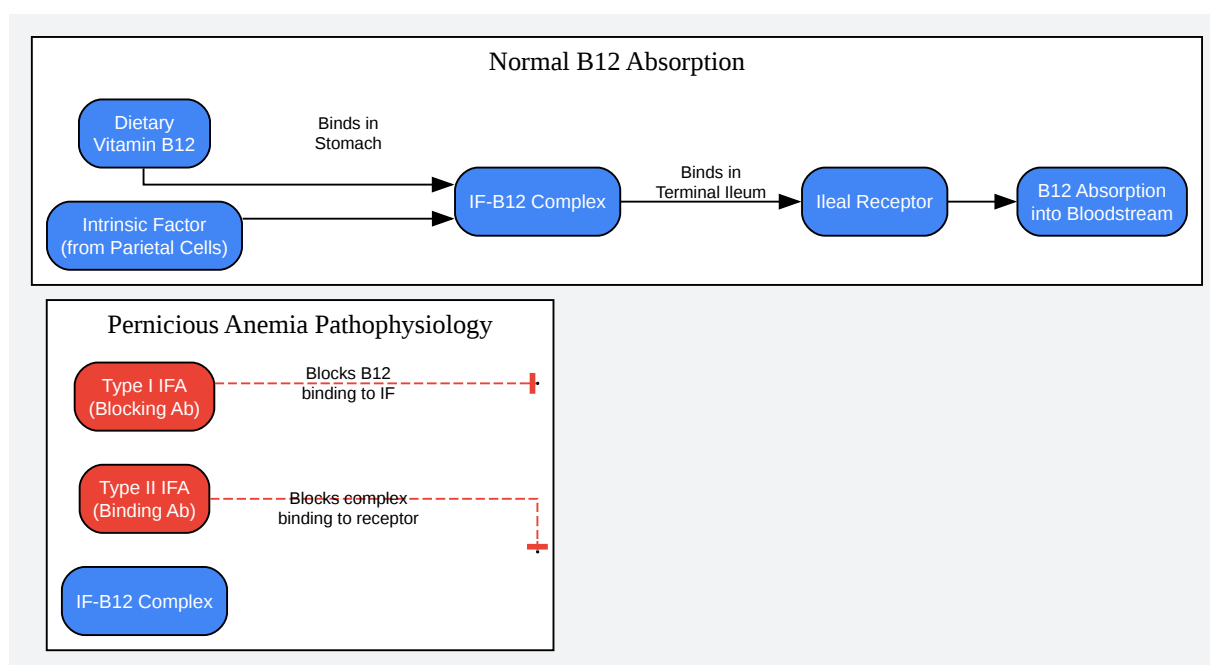 Normal B12 Absorption
Dietary
Vitamin B12
Binds in
Stomach
Intrinsic Factor
(from Parietal Cells)
IF-B12 Complex
Binds in
Terminal Ileum
Ileal Receptor
B12 Absorption
into Bloodstream
Pernicious Anemia Pathophysiology
Type I IFA
(Blocking Ab)
Blocks B12
binding to IF
Type II IFA
(Binding Ab)
Blocks complex
binding to receptor
IF-B12 Complex